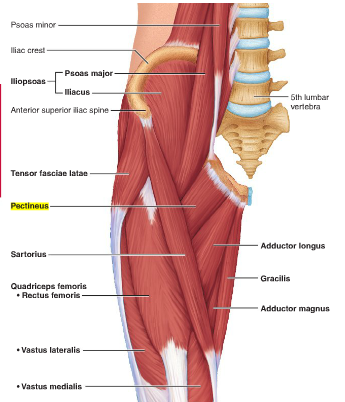 Psoas minor
Iliac crest
Iliopsoas
Psoas major
Iliacus
Anterior superior iliac spine
5th lumbar
vertebra
Tensor fasciae latae
Pectineus
Sartorius
Adductor longus
Quadriceps femoris
• Rectus femoris
Gracilis
Adductor magnus
• Vastus lateralis
• Vastus medialis